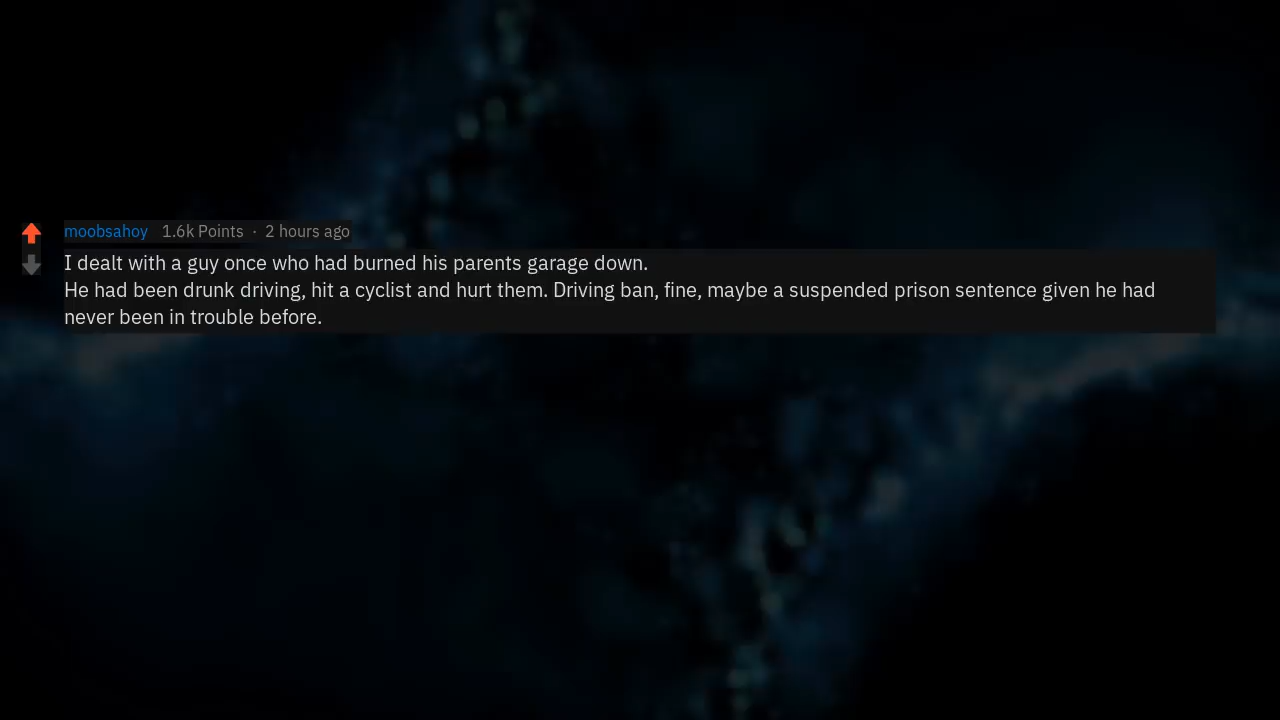 moobsahoy 1.6k Points · 2 hours ago
I dealt with a guy once who had burned his parents garage down.
He had been drunk driving, hit a cyclist and hurt them. Driving ban, fine, maybe a suspended prison sentence given he had
never been in trouble before.